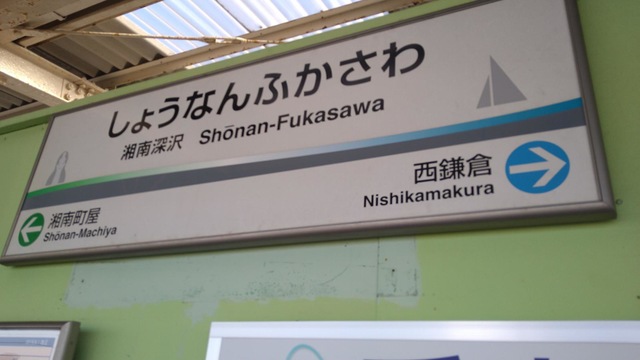 しょうなんふかさわ
湘南深沢 Shōnan-Fukasawa
西鎌倉
Nishikamakura
湘南町屋
Shōnan-Machiya